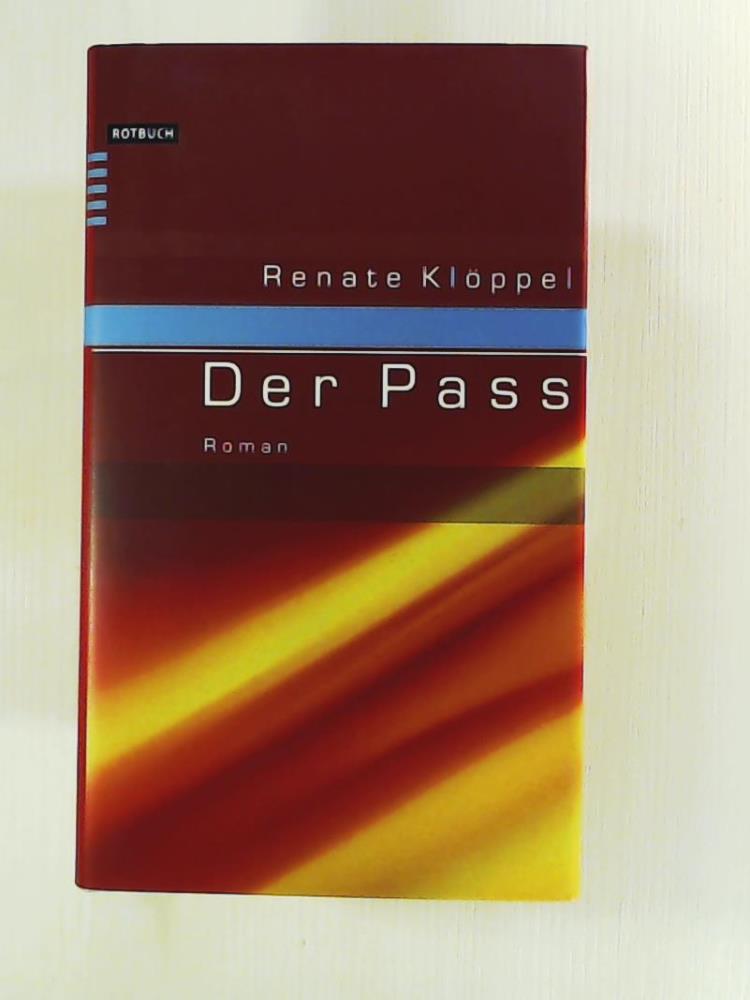 ROTBUCH
Renate Klöppel
Der Pass
Roman